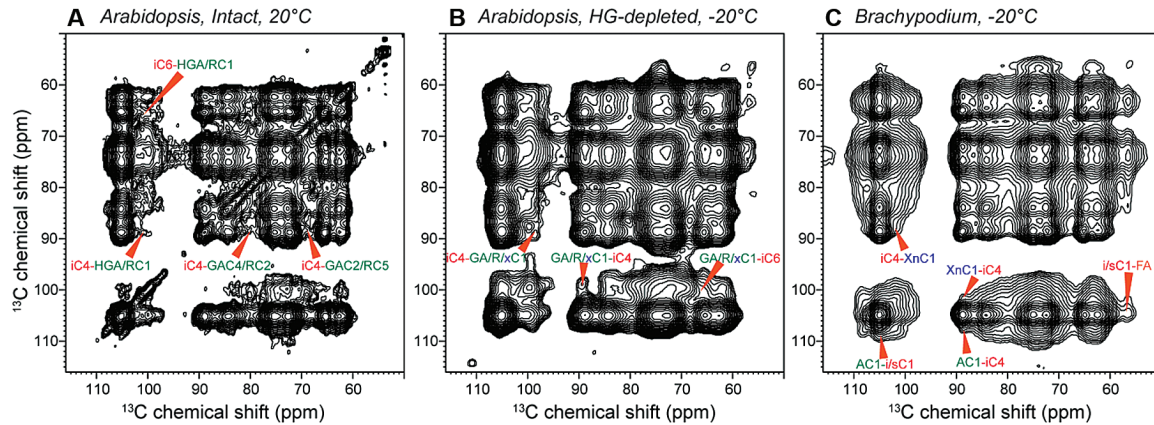 A Arabidopsis, Intact, 20°C
iC6-HGA/RC1
iC4-HGA/RC1
iC4-GAC4/RC2
iC4-GAC2/RC5
60
70
80
90
100
110
110 100 90 80 70 60
¹³C chemical shift (ppm)
¹³C chemical shift (ppm)
B Arabidopsis, HG-depleted, -20°C
iC4-GA/R/xC1
GA/R/xC1-iC4
GA/R/xC1-iC6
60
70
80
90
100
110
110 100 90 80 70 60
¹³C chemical shift (ppm)
C Brachypodium, -20°C
iC4-XnC1
XnC1-iC4
i/sC1-FA
AC1-i/sC1
AC1-iC4
60
70
80
90
100
110
110 100 90 80 70 60
¹³C chemical shift (ppm)